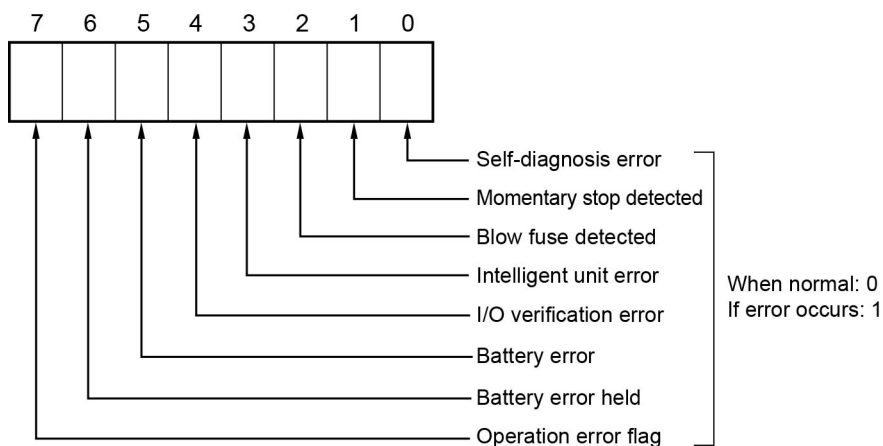 7 6 5 4 3 2 1 0
Self-diagnosis error
Momentary stop detected
Blow fuse detected
Intelligent unit error
I/O verification error
Battery error
Battery error held
Operation error flag
When normal: 0
If error occurs: 1